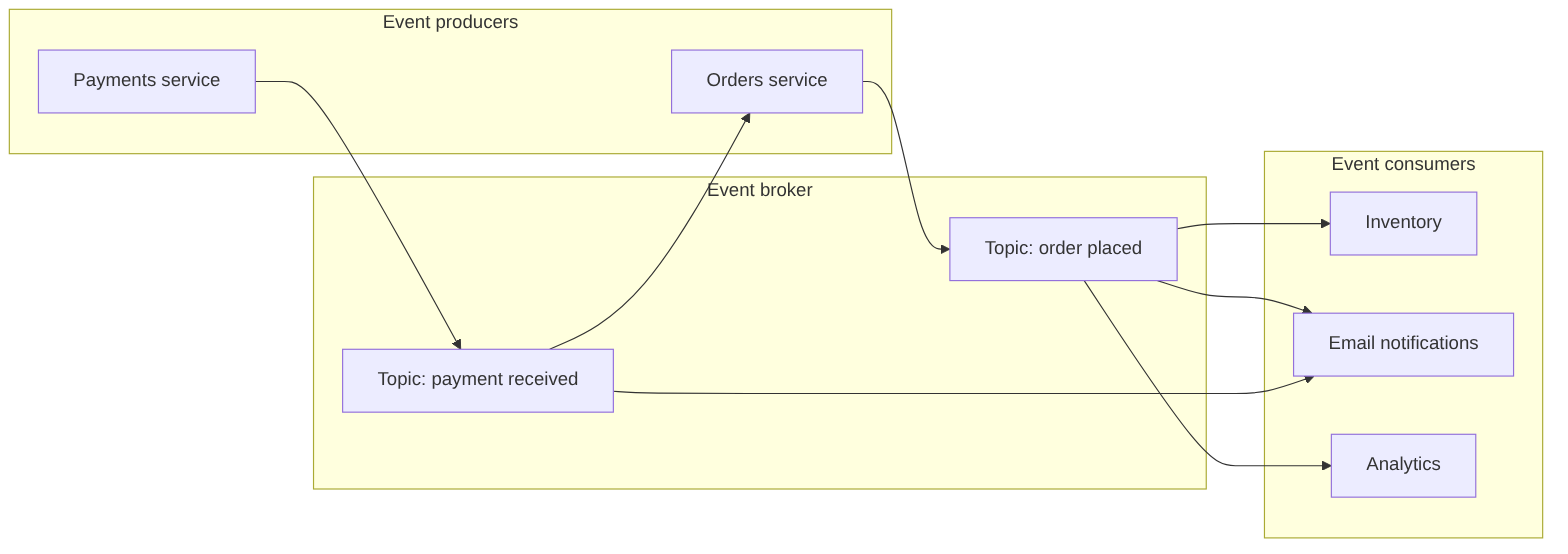 Event producers
Payments service
Orders service
Event broker
Topic: order placed
Topic: payment received
Event consumers
Inventory
Email notifications
Analytics